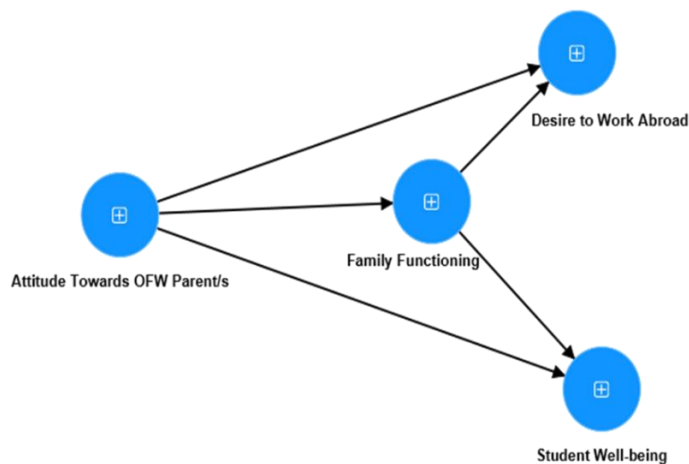 Desire to Work Abroad
Family Functioning
Attitude Towards OFW Parent/s
Student Well-being